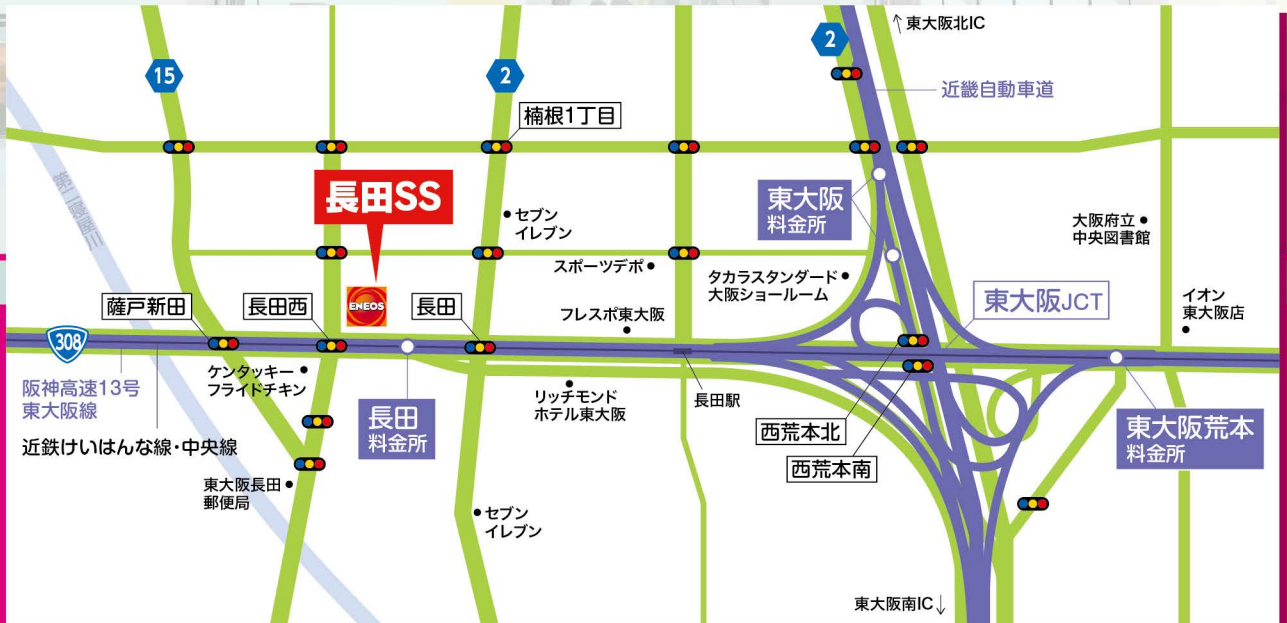 ↑ 東大阪北IC
15
2
2
近畿自動車道
楠根1丁目
第二寝屋川
長田SS
セブン
イレブン
東大阪
料金所
大阪府立
中央図書館
スポーツデポ
タカラスタンダード
大阪ショールーム
ENEOS
薩戸新田
長田西
長田
フレスポ東大阪
東大阪JCT
イオン
東大阪店
308
阪神高速13号
東大阪線
近鉄けいはんな線・中央線
ケンタッキー
フライドチキン
長田
料金所
リッチモンド
ホテル東大阪
長田駅
西荒本北
西荒本南
東大阪荒本
料金所
東大阪長田
郵便局
セブン
イレブン
東大阪南IC ↓